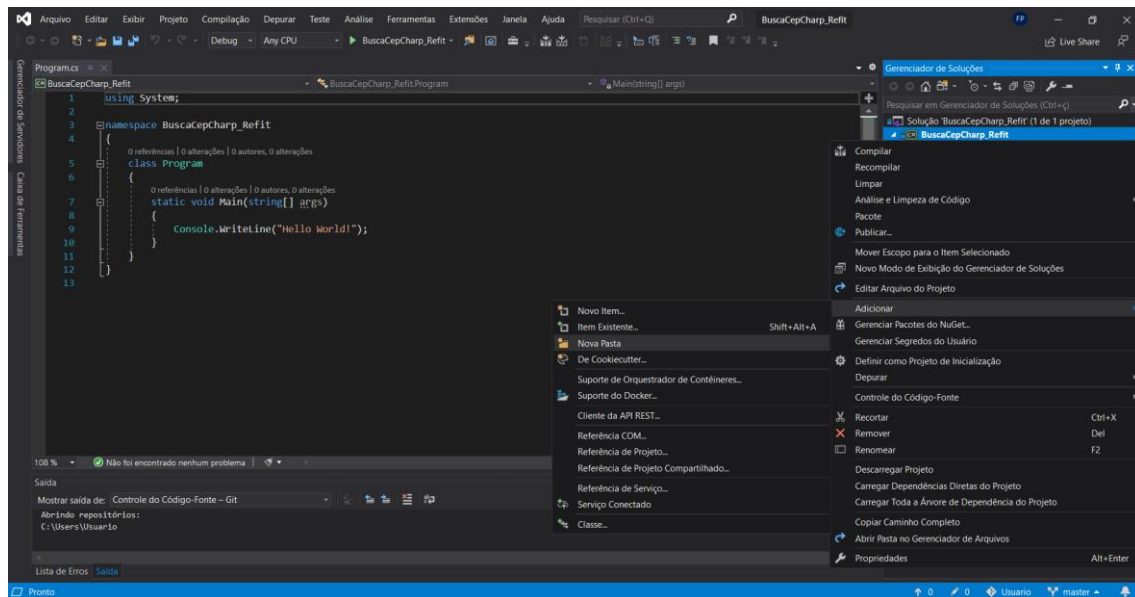 Arquivo Editar Exibir Projeto Compilação Depurar Teste Análise Ferramentas Extensões Janela Ajuda Pesquisar (Ctrl+Q) BuscaCepCharp_Refit FP
Debug Any CPU BuscaCepCharp_Refit Live Share
Gerenciador de Servidores
Caixa de Ferramentas
Program.cs
BuscaCepCharp_Refit BuscaCepCharp_Refit.Program Main(string[] args)
1 using System;
2
3 namespace BuscaCepCharp_Refit
4 {
0 referências | 0 alterações | 0 autores, 0 alterações
5 class Program
6 {
0 referências | 0 alterações | 0 autores, 0 alterações
7 static void Main(string[] args)
8 {
9 Console.WriteLine("Hello World!");
10 }
11 }
12 }
13
108 % Não foi encontrado nenhum problema
Saída
Mostrar saída de: Controle do Código-Fonte – Git
Abrindo repositórios:
C:\Users\Usuario
Lista de Erros Saída
Pronto
Gerenciador de Soluções
Pesquisar em Gerenciador de Soluções (Ctrl+ç)
Solução 'BuscaCepCharp_Refit' (1 de 1 projeto)
BuscaCepCharp_Refit
Compilar
Recompilar
Limpar
Análise e Limpeza de Código
Pacote
Publicar...
Mover Escopo para o Item Selecionado
Novo Modo de Exibição do Gerenciador de Soluções
Editar Arquivo do Projeto
Adicionar
Gerenciar Pacotes do NuGet...
Gerenciar Segredos do Usuário
Definir como Projeto de Inicialização
Depurar
Controle do Código-Fonte
Recortar Ctrl+X
Remover Del
Renomear F2
Descarregar Projeto
Carregar Dependências Diretas do Projeto
Carregar Toda a Árvore de Dependência do Projeto
Copiar Caminho Completo
Abrir Pasta no Gerenciador de Arquivos
Propriedades Alt+Enter
Novo Item...
Item Existente... Shift+Alt+A
Nova Pasta
De Cookiecutter...
Suporte de Orquestrador de Contêineres...
Suporte do Docker...
Cliente da API REST...
Referência COM...
Referência de Projeto...
Referência de Projeto Compartilhado...
Referência de Serviço...
Serviço Conectado
Classe...
0 0 Usuario master